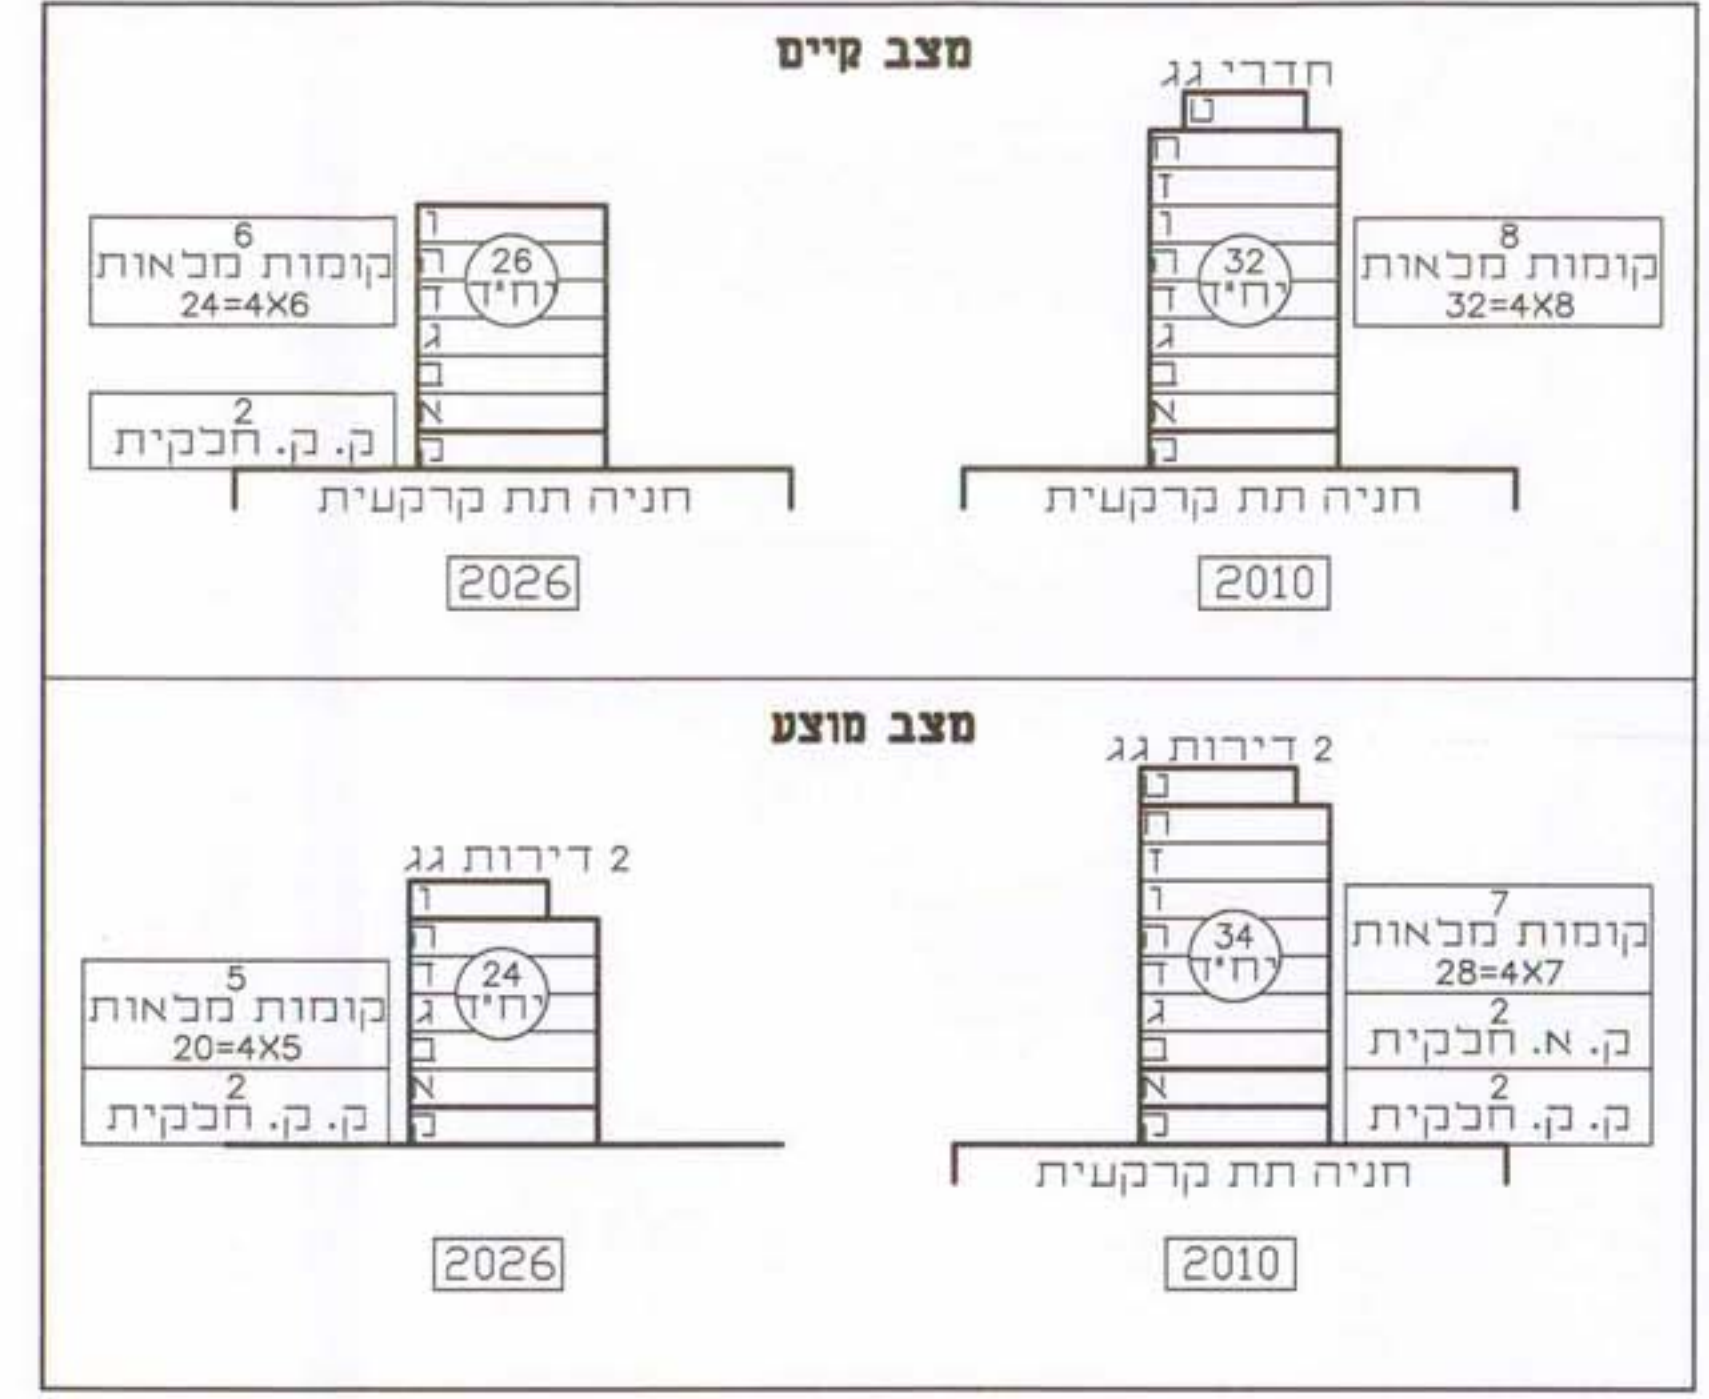 מצב קיים
חדרי גג
ט
ח
ז
ו
ה
ד
ג
ב
א
ק
32
יח"ד
8
קומות מלאות
32=4X8
חניה תת קרקעית
2010
ו
ה
ד
ג
ב
א
ק
26
יח"ד
6
קומות מלאות
24=4X6
2
ק. ק. חלקית
חניה תת קרקעית
2026
מצב מוצע
2 דירות גג
ט
ח
ז
ו
ה
ד
ג
ב
א
ק
34
יח"ד
7
קומות מלאות
28=4X7
2
ק. א. חלקית
2
ק. ק. חלקית
חניה תת קרקעית
2010
2 דירות גג
ו
ה
ד
ג
ב
א
ק
24
יח"ד
5
קומות מלאות
20=4X5
2
ק. ק. חלקית
2026